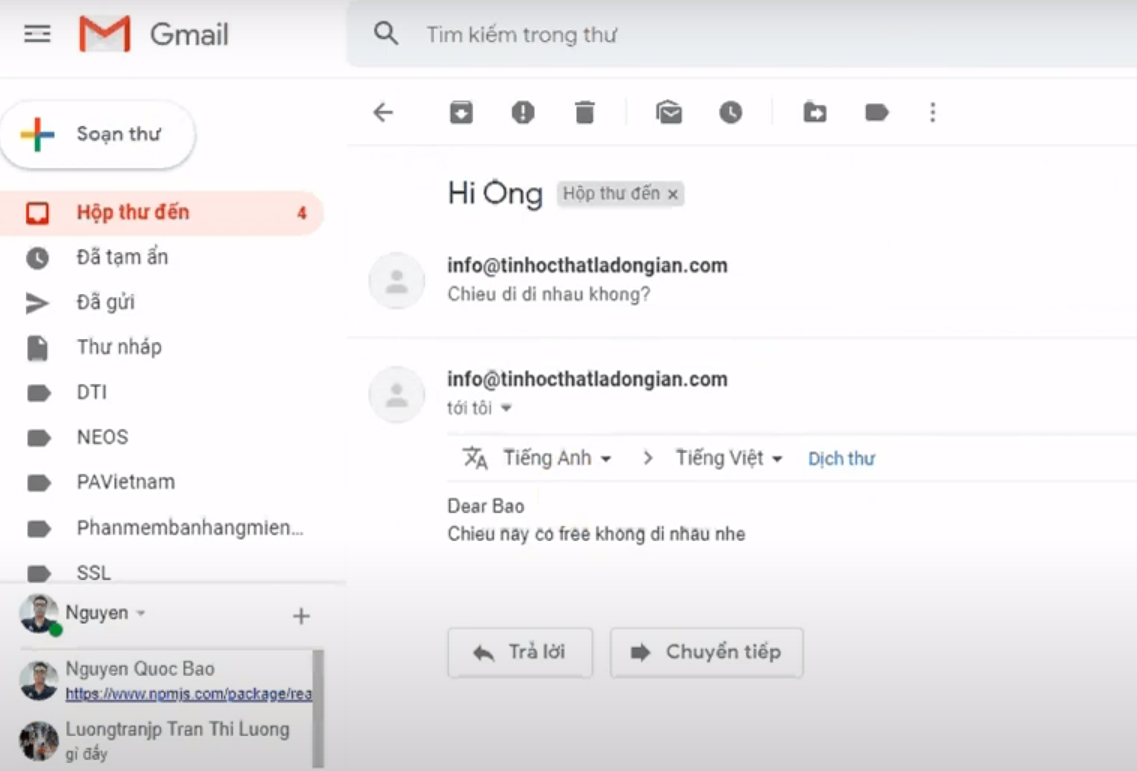 Gmail
Tìm kiếm trong thư
Soạn thư
Hộp thư đến 4
Đã tạm ẩn
Đã gửi
Thư nháp
DTI
NEOS
PAVietnam
Phanmembanhangmien...
SSL
Nguyen
Nguyen Quoc Bao
https://www.npmjs.com/package/rea
Luongtranjp Tran Thi Luong
gỉ đấy
Hi Ông Hộp thư đến ×
info@tinhocthatladongian.com
Chieu di di nhau khong?
info@tinhocthatladongian.com
tới tôi
Tiếng Anh > Tiếng Việt Dịch thư
Dear Bao
Chieu nay co free khong di nhau nhe
Trả lời Chuyển tiếp